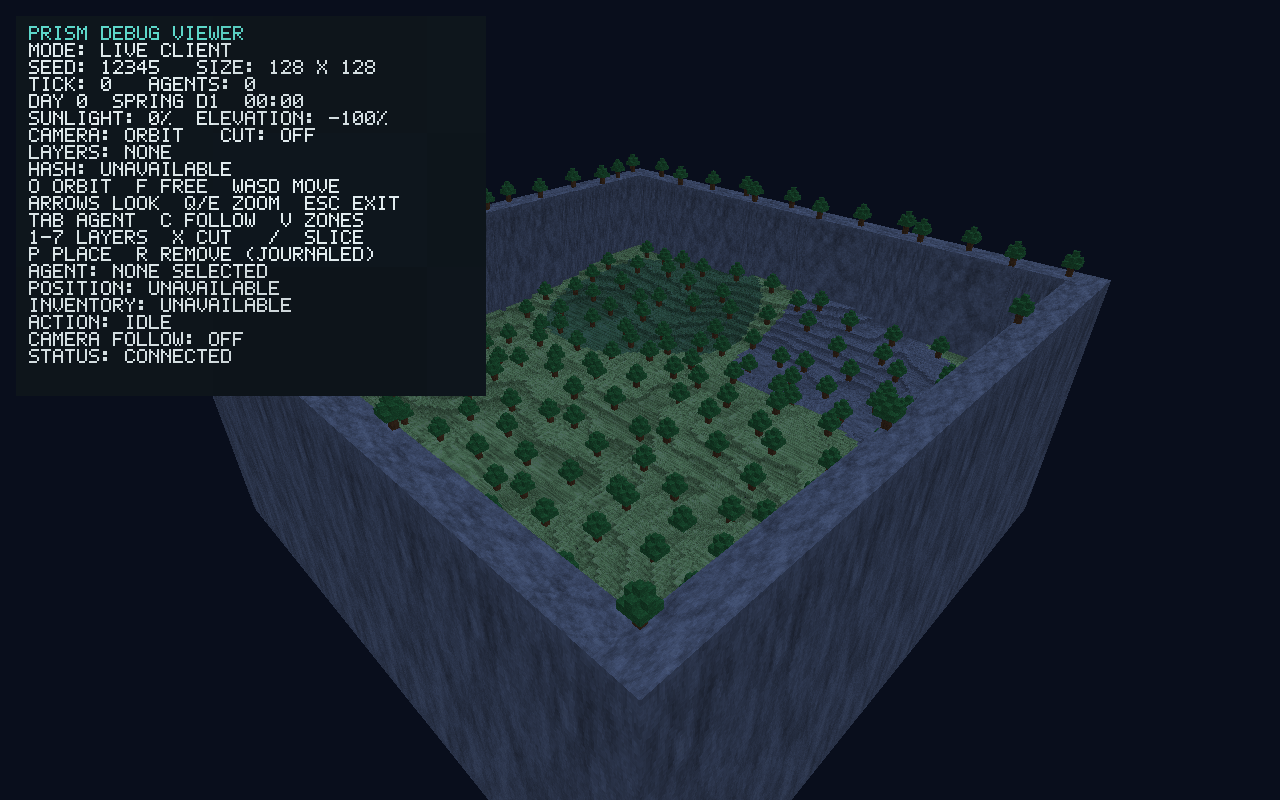 PRISM DEBUG VIEWER
MODE: LIVE CLIENT
SEED: 12345 SIZE: 128 X 128
TICK: 0 AGENTS: 0
DAY 0 SPRING D1 00:00
SUNLIGHT: 0% ELEVATION: -100%
CAMERA: ORBIT CUT: OFF
LAYERS: NONE
HASH: UNAVAILABLE
O ORBIT F FREE WASD MOVE
ARROWS LOOK Q/E ZOOM ESC EXIT
TAB AGENT C FOLLOW V ZONES
1-7 LAYERS X CUT / SLICE
P PLACE R REMOVE (JOURNALED)
AGENT: NONE SELECTED
POSITION: UNAVAILABLE
INVENTORY: UNAVAILABLE
ACTION: IDLE
CAMERA FOLLOW: OFF
STATUS: CONNECTED